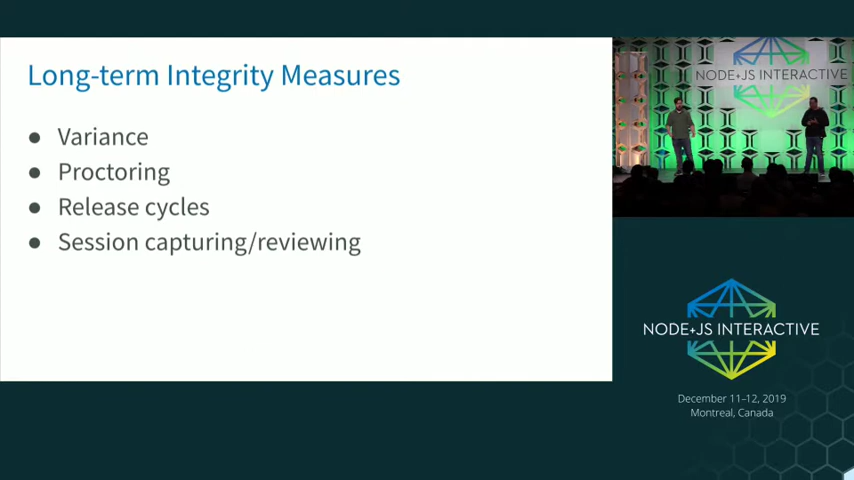 Long-term Integrity Measures
● Variance
● Proctoring
● Release cycles
● Session capturing/reviewing
NODE+JS INTERACTIVE
NODE+JS INTERACTIVE
December 11–12, 2019
Montreal, Canada